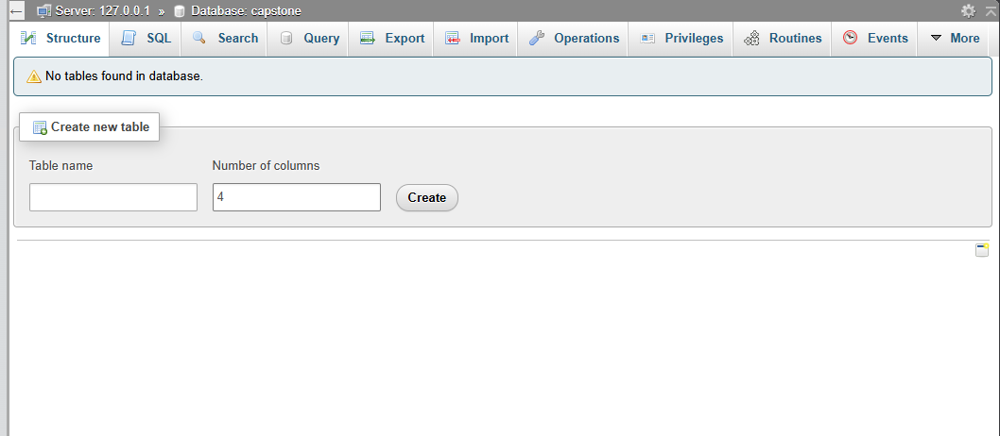 Server: 127.0.0.1 » Database: capstone
Structure SQL Search Query Export Import Operations Privileges Routines Events More
No tables found in database.
Create new table
Table name Number of columns
4 Create